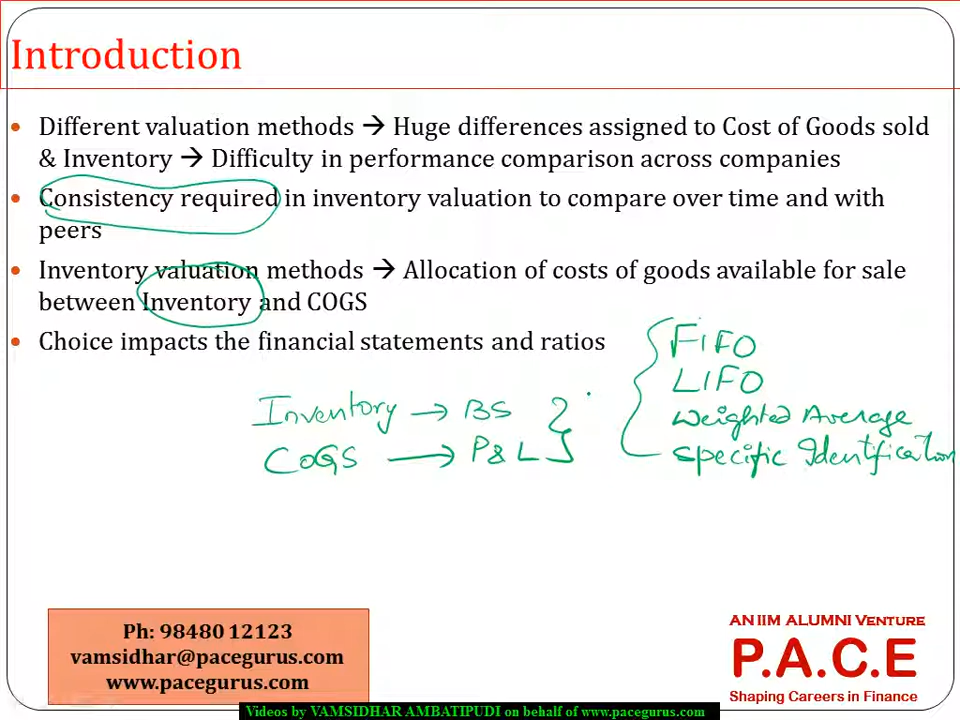 Introduction
• Different valuation methods → Huge differences assigned to Cost of Goods sold
& Inventory → Difficulty in performance comparison across companies
• Consistency required in inventory valuation to compare over time and with
peers
• Inventory valuation methods → Allocation of costs of goods available for sale
between Inventory and COGS
• Choice impacts the financial statements and ratios
FIFO
LIFO
Inventory → BS
Weighted Average
COGS → P&L
Specific Identification
Ph: 98480 12123
vamsidhar@pacegurus.com
www.pacegurus.com
AN IIM ALUMNI VENTURE
P.A.C.E
Shaping Careers in Finance
Videos by VAMSIDHAR AMBATIPUDI on behalf of www.pacegurus.com